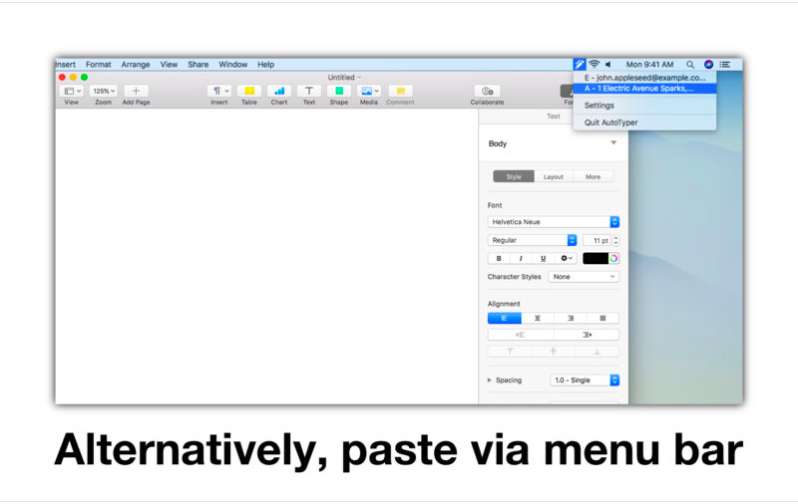 Insert Format Arrange View Share Window Help Mon 9:41 AM
Untitled
E - john.appleseed@example.co...
A - 1 Electric Avenue Sparks,...
Settings
Quit AutoTyper
125%
View Zoom Add Page Insert Table Chart Text Shape Media Comment Collaborate
Text
Body
Style Layout More
Font
Helvetica Neue
Regular 11 pt
B I U
Character Styles None
Alignment
Spacing 1.0 - Single
Alternatively, paste via menu bar